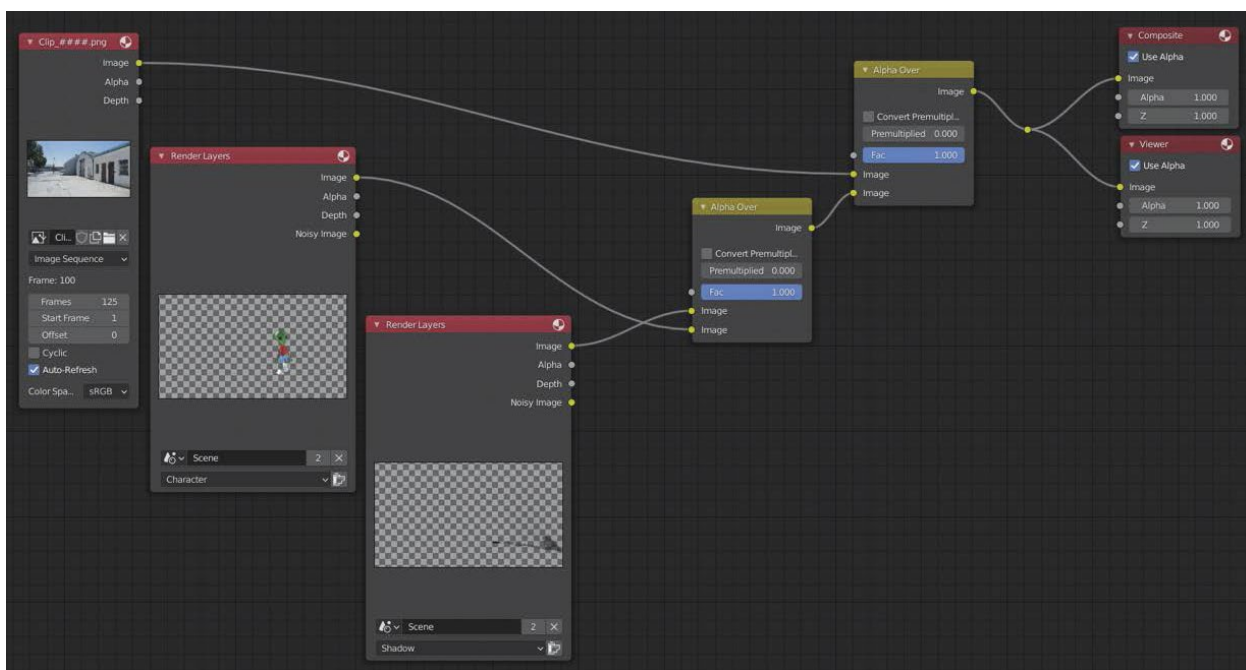 Clip_####.png
Image
Alpha
Depth
Cli...
Image Sequence
Frame: 100
Frames 125
Start Frame 1
Offset 0
Cyclic
Auto-Refresh
Color Spa... sRGB
Render Layers
Image
Alpha
Depth
Noisy Image
Scene 2
Character
Render Layers
Image
Alpha
Depth
Noisy Image
Scene 2
Shadow
Alpha Over
Image
Convert Premultipl...
Premultiplied 0.000
Fac 1.000
Image
Image
Alpha Over
Image
Convert Premultipl...
Premultiplied 0.000
Fac 1.000
Image
Image
Composite
Use Alpha
Image
Alpha 1.000
Z 1.000
Viewer
Use Alpha
Image
Alpha 1.000
Z 1.000